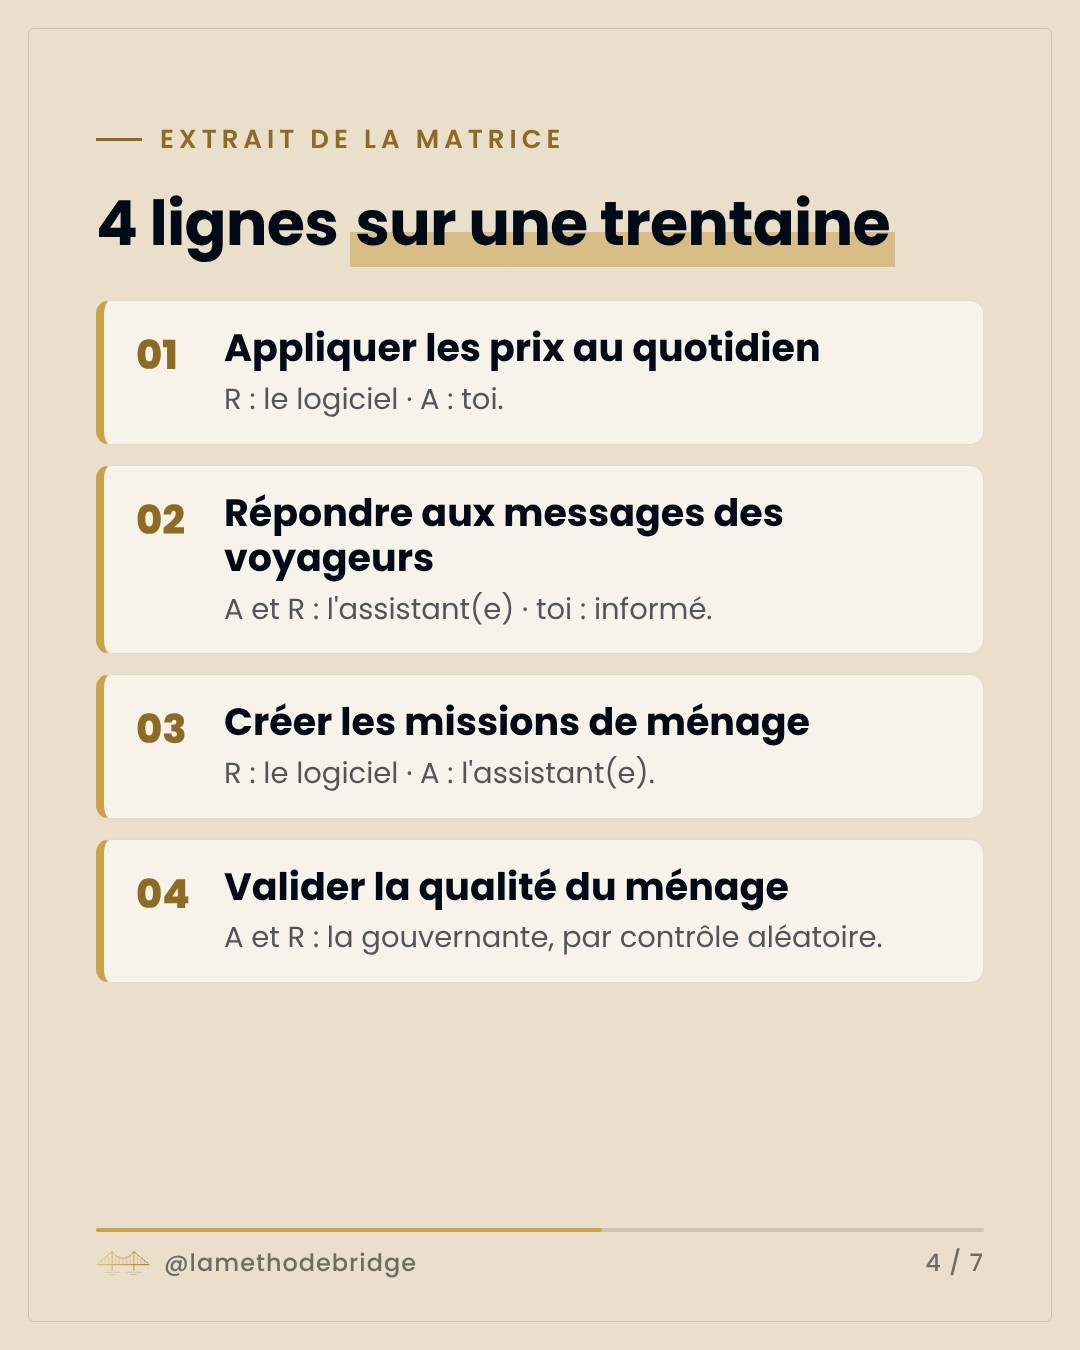 EXTRAIT DE LA MATRICE
4 lignes sur une trentaine
01
Appliquer les prix au quotidien
R : le logiciel · A : toi.
02
Répondre aux messages des
voyageurs
A et R : l'assistant(e) · toi : informé.
03
Créer les missions de ménage
R : le logiciel · A : l'assistant(e).
04
Valider la qualité du ménage
A et R : la gouvernante, par contrôle aléatoire.
@lamethodebridge
4 / 7